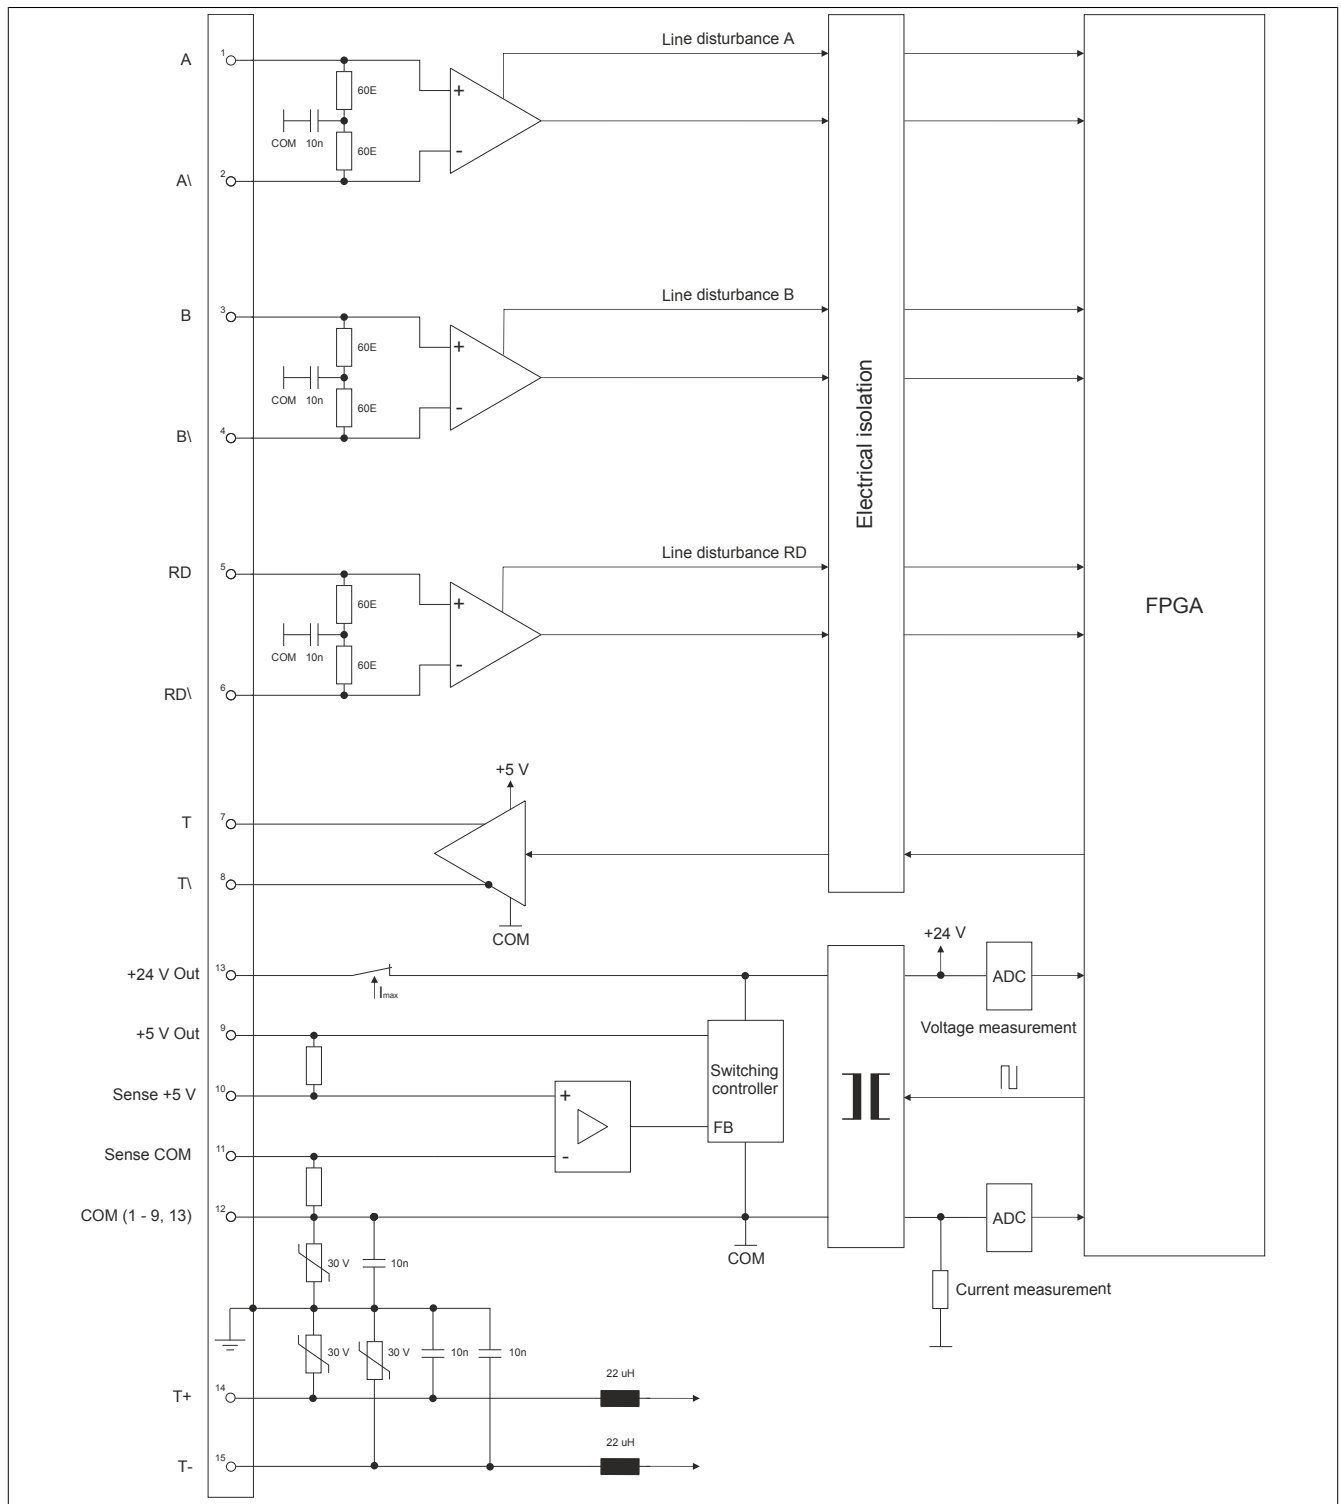 A
1
Line disturbance A
60E
+
COM 10n
60E
-
A\
2
B
3
Line disturbance B
60E
+
COM 10n
60E
-
B\
4
Electrical isolation
RD
5
Line disturbance RD
60E
+
COM 10n
60E
-
RD\
6
FPGA
+5 V
T
7
T\
8
COM
+24 V
+24 V Out
13
Imax
ADC
Voltage measurement
+5 V Out
9
Switching
controller
FB
Sense +5 V
10
+
Sense COM
11
-
COM (1 - 9, 13)
12
COM
ADC
30 V
10n
Current measurement
30 V
30 V
10n
10n
22 uH
T+
14
22 uH
T-
15